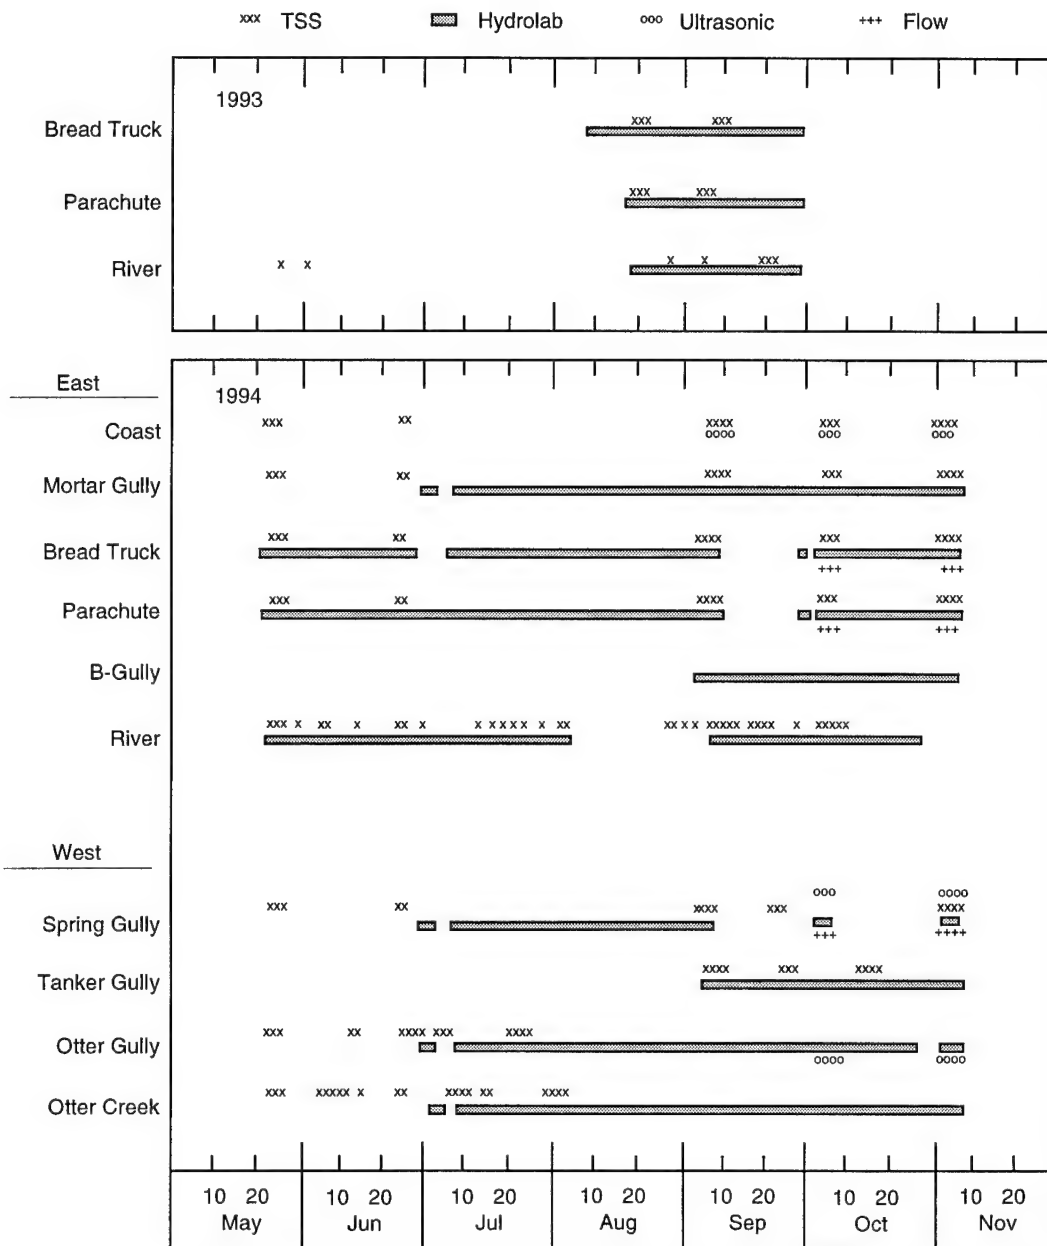 xxx TSS Hydrolab ooo Ultrasonic +++ Flow
1993
Bread Truck xxx xxx
Parachute xxx xxx
River x x x x xxx
East
1994
Coast xxx xx xxxx xxx xxxx
oooo ooo ooo
Mortar Gully xxx xx xxxx xxx xxxx
Bread Truck xxx xx xxxx xxx xxxx
+++ +++
Parachute xxx xx xxxx xxx xxxx
+++ +++
B-Gully
River xxx x xx x xx x x x x x x x xx xx x x xxxxx xxxx x xxxxx
West
ooo oooo
Spring Gully xxx xx xxxx xxx xxxx
+++ ++++
Tanker Gully xxxx xxx xxxx
Otter Gully xxx xx xxxx xxx xxxx
oooo oooo
Otter Creek xxx xxxxx x xx xxxx xx xxxx
10 20 10 20 10 20 10 20 10 20 10 20 10
May Jun Jul Aug Sep Oct Nov